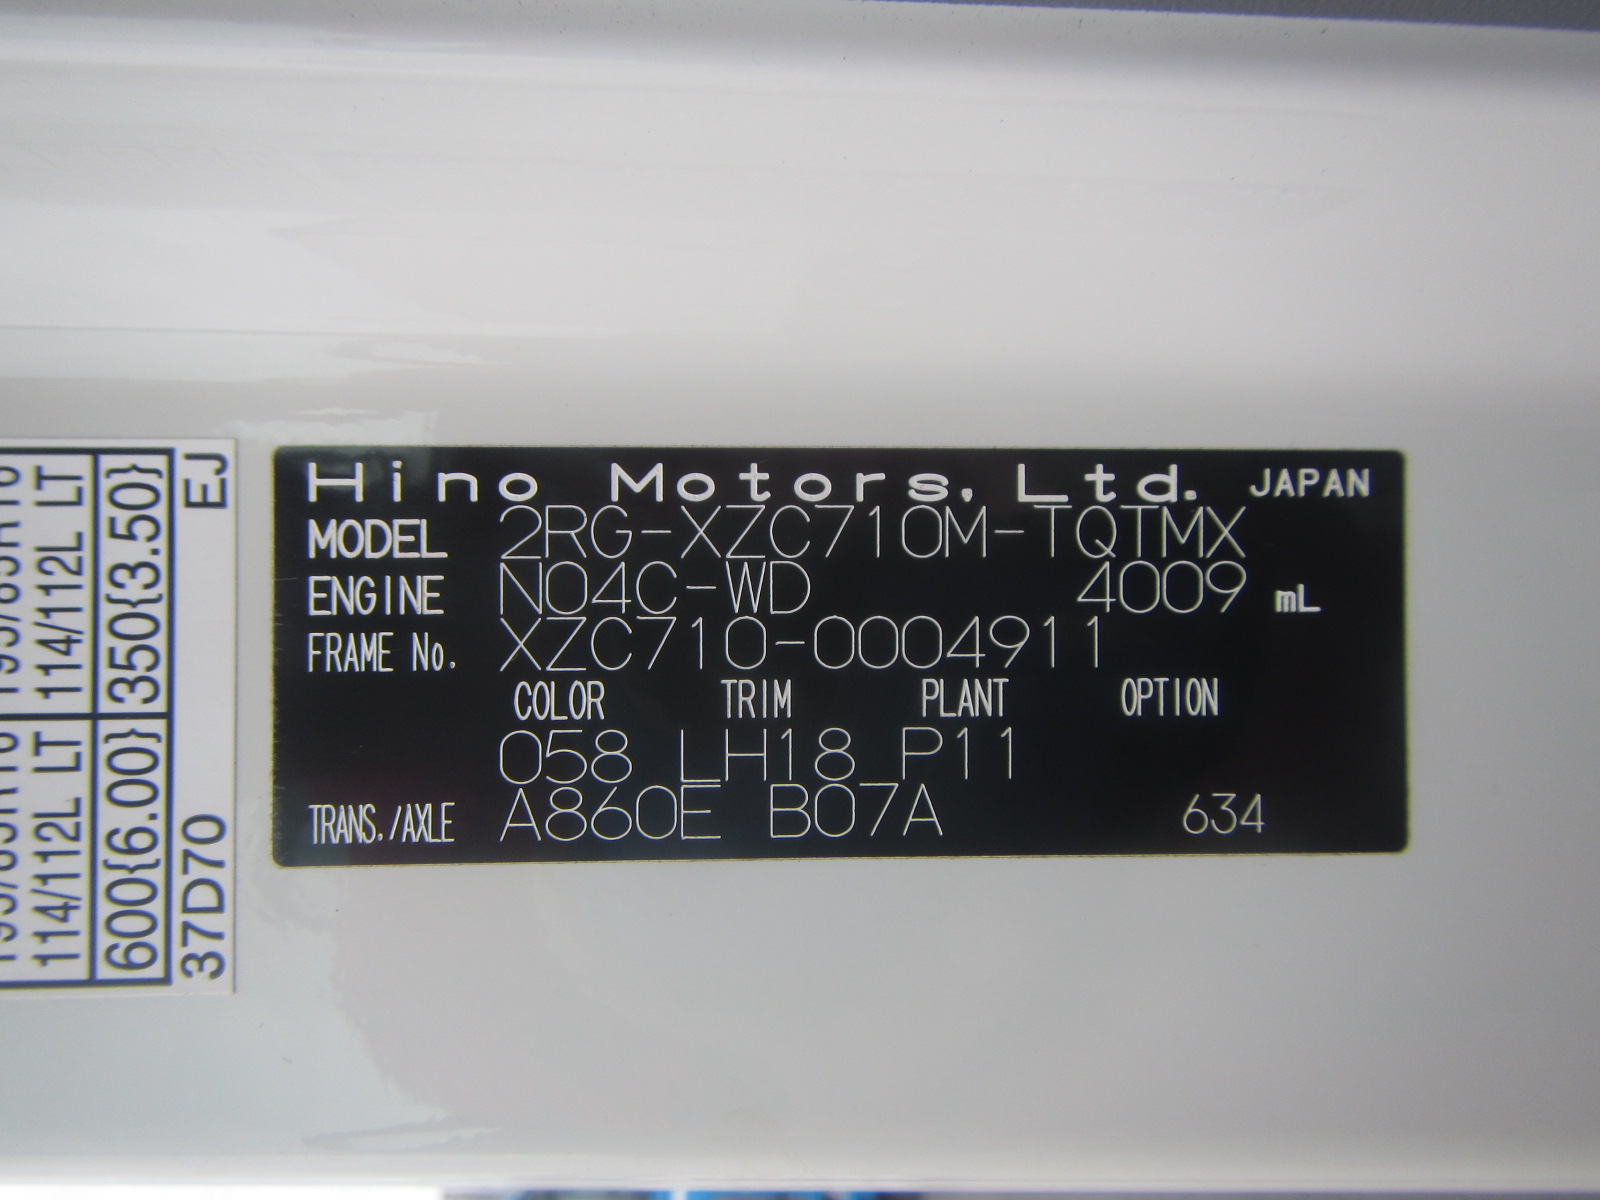 Hino Motors, Ltd. JAPAN
MODEL 2RG-XZC710M-TQTMX
ENGINE N04C-WD 4009 mL
FRAME No. XZC710-0004911
COLOR TRIM PLANT OPTION
058 LH18 P11
TRANS./AXLE A860E B07A 634
114/112L LT 114/112L LT
600{6.00} 350{3.50}
37D70 EJ